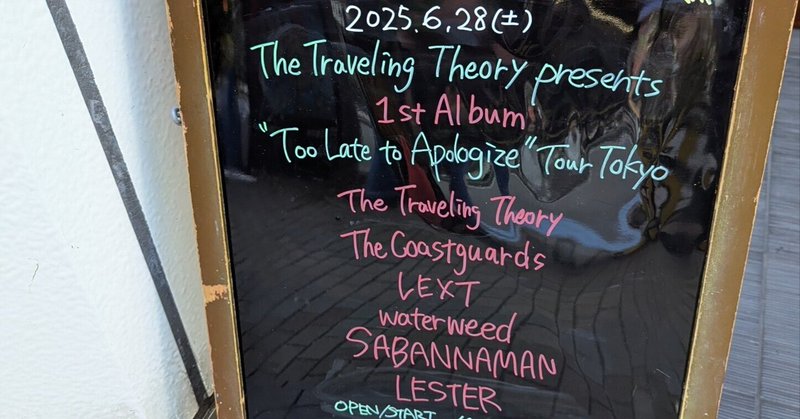 2025.6.28(土)
The Traveling Theory presents
1st Album
"Too Late to Apologize" Tour Tokyo
The Traveling Theory
The Coastguards
LEXT
waterweed
SABANNAMAN
LESTER
OPEN/START